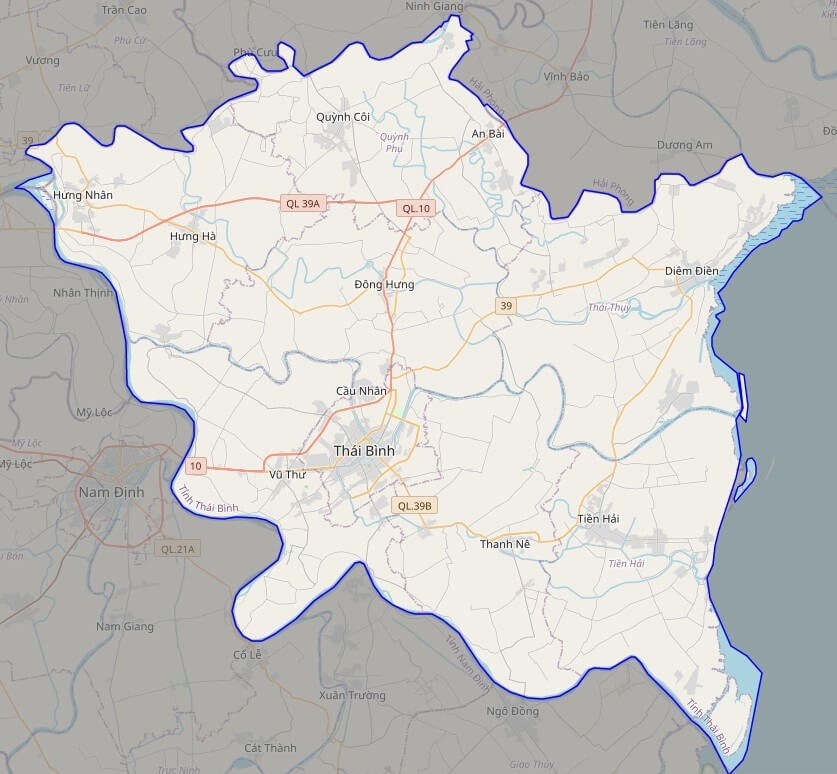 Trần Cao
Ninh Giang
Tiên Lãng
Tiên Lãng
Phù Cừ
Phù Cưu
Vương
Vĩnh Bảo
Tiên Lữ
Hải Phòng
Quỳnh Côi
An Bài
39
Quỳnh
Phụ
Dương Am
Hải Phòng
Hưng Nhân
QL 39A
QL.10
Hưng Hà
Diêm Điền
Đông Hưng
Nhân Thịnh
39
Thái Thụy
Cầu Nhân
Mỹ Lộc
Mỹ Lộc
Mỹ Lộc
Thái Bình
10
Vũ Thư
Nam Định
Tỉnh Thái Bình
QL.39B
Tiền Hải
QL.21A
Thanh Nê
Tiền Hải
Nam Giang
Cổ Lễ
Tỉnh Nam Định
Xuân Trường
Ngô Đồng
Tỉnh Thái Bình
Cát Thành
Giao Thủy
Trực Ninh